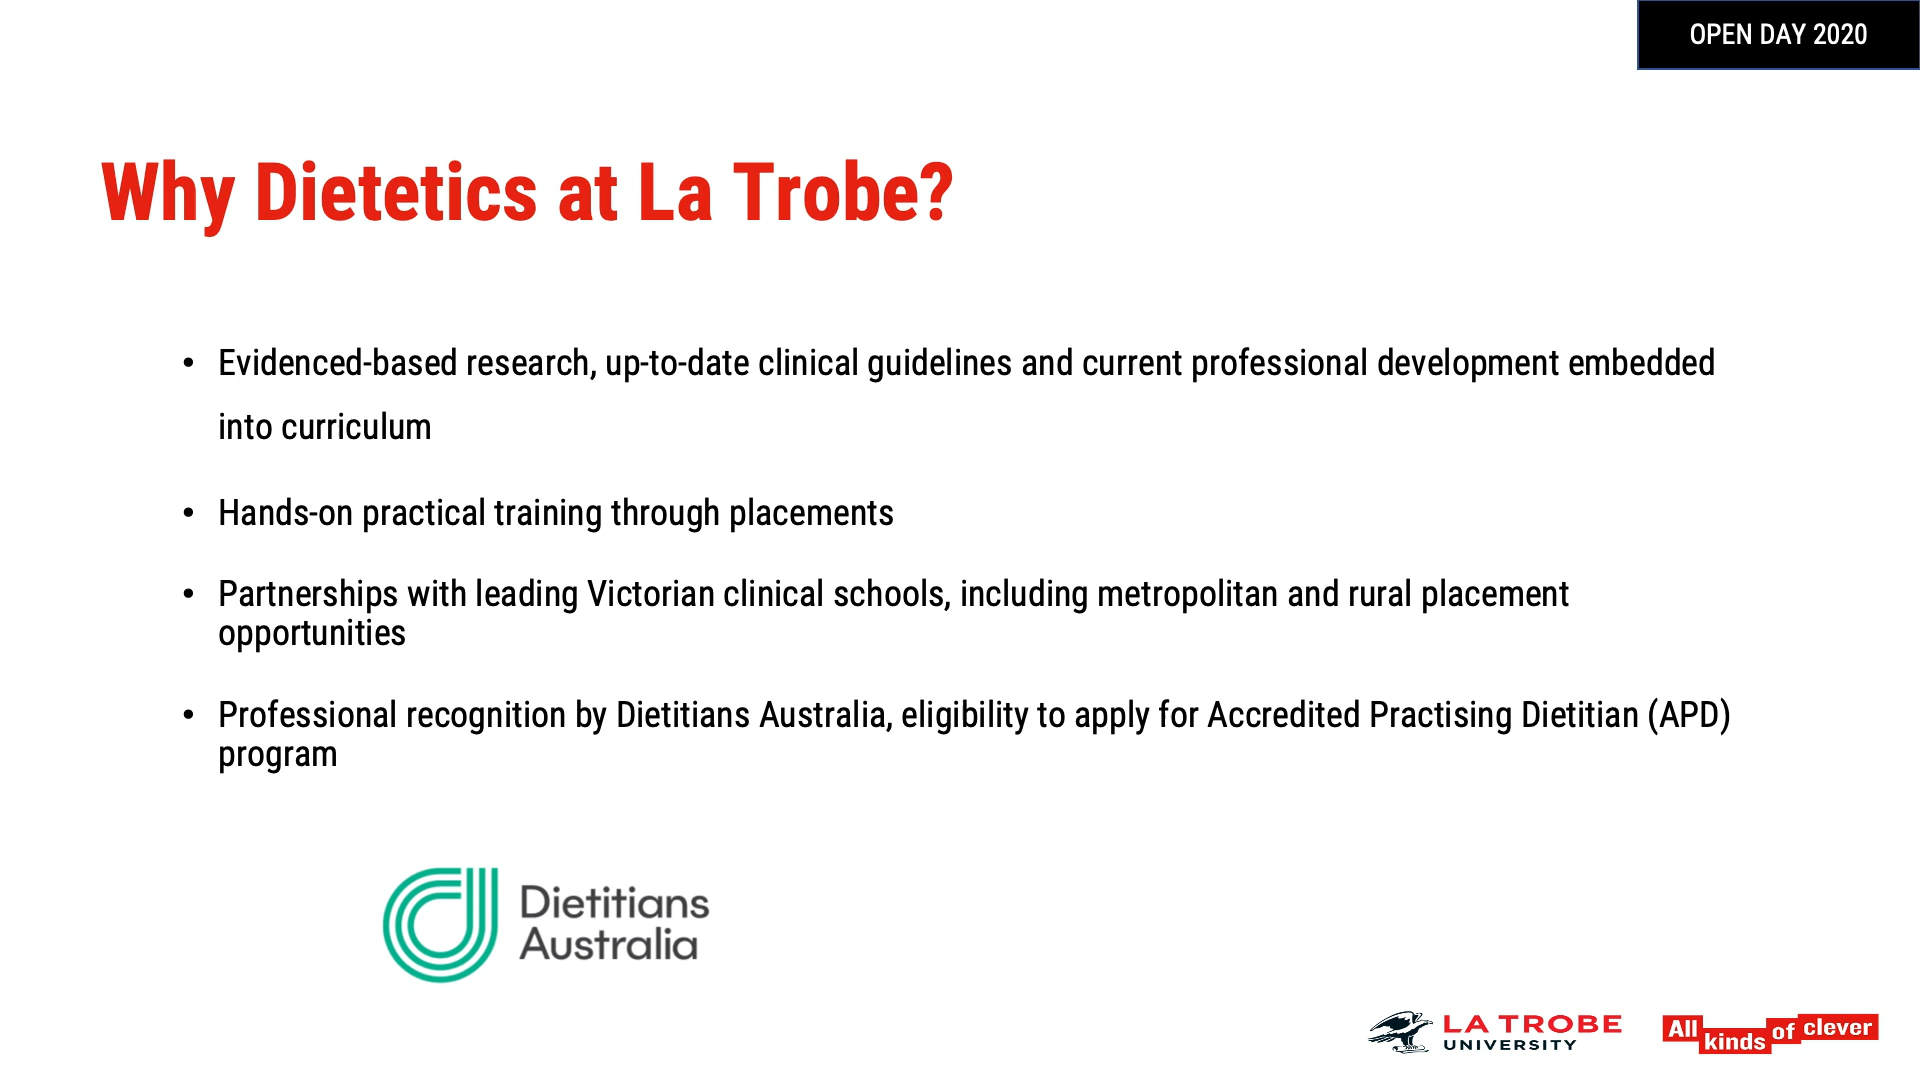 OPEN DAY 2020
Why Dietetics at La Trobe?
• Evidenced-based research, up-to-date clinical guidelines and current professional development embedded
into curriculum
• Hands-on practical training through placements
• Partnerships with leading Victorian clinical schools, including metropolitan and rural placement
opportunities
• Professional recognition by Dietitians Australia, eligibility to apply for Accredited Practising Dietitian (APD)
program
Dietitians
Australia
LA TROBE
UNIVERSITY
All kinds of clever